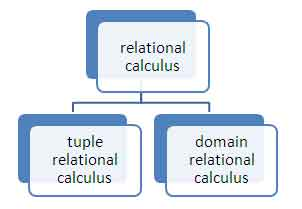 relational
calculus
tuple
relational
calculus
domain
relational
calculus